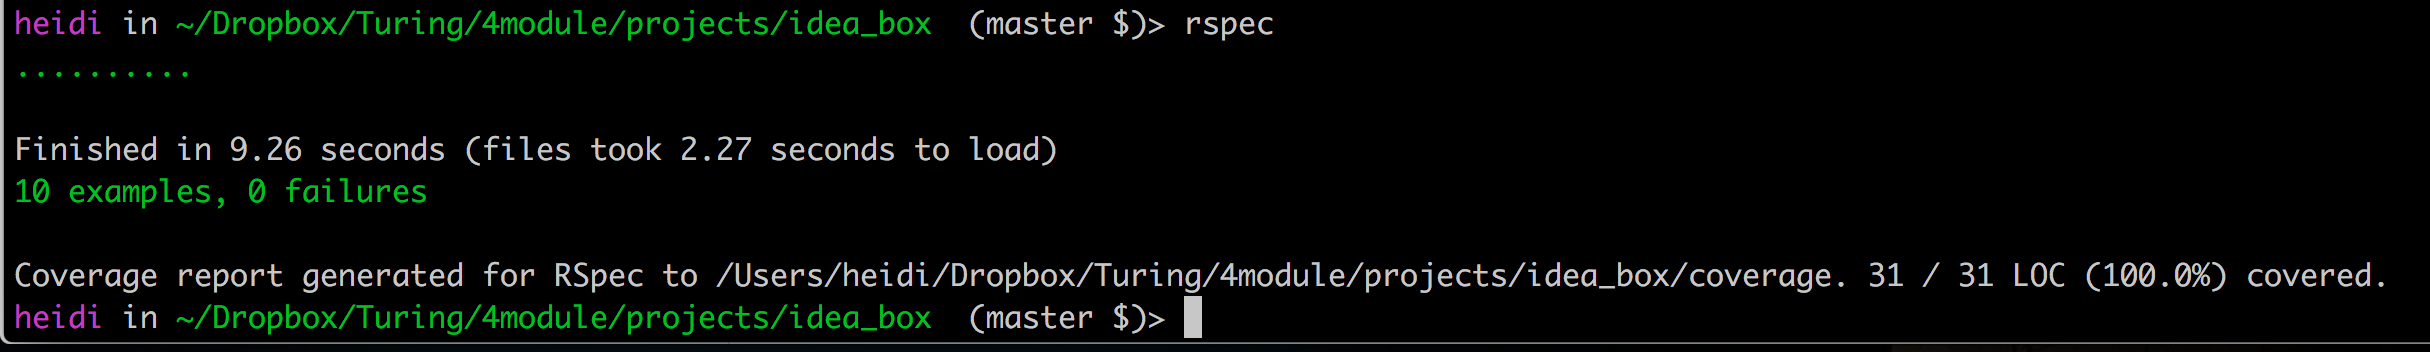 heidi in ~/Dropbox/Turing/4module/projects/idea_box  (master $)> rspec
..........
Finished in 9.26 seconds (files took 2.27 seconds to load)
10 examples, 0 failures
Coverage report generated for RSpec to /Users/heidi/Dropbox/Turing/4module/projects/idea_box/coverage. 31 / 31 LOC (100.0%) covered.
heidi in ~/Dropbox/Turing/4module/projects/idea_box  (master $)>